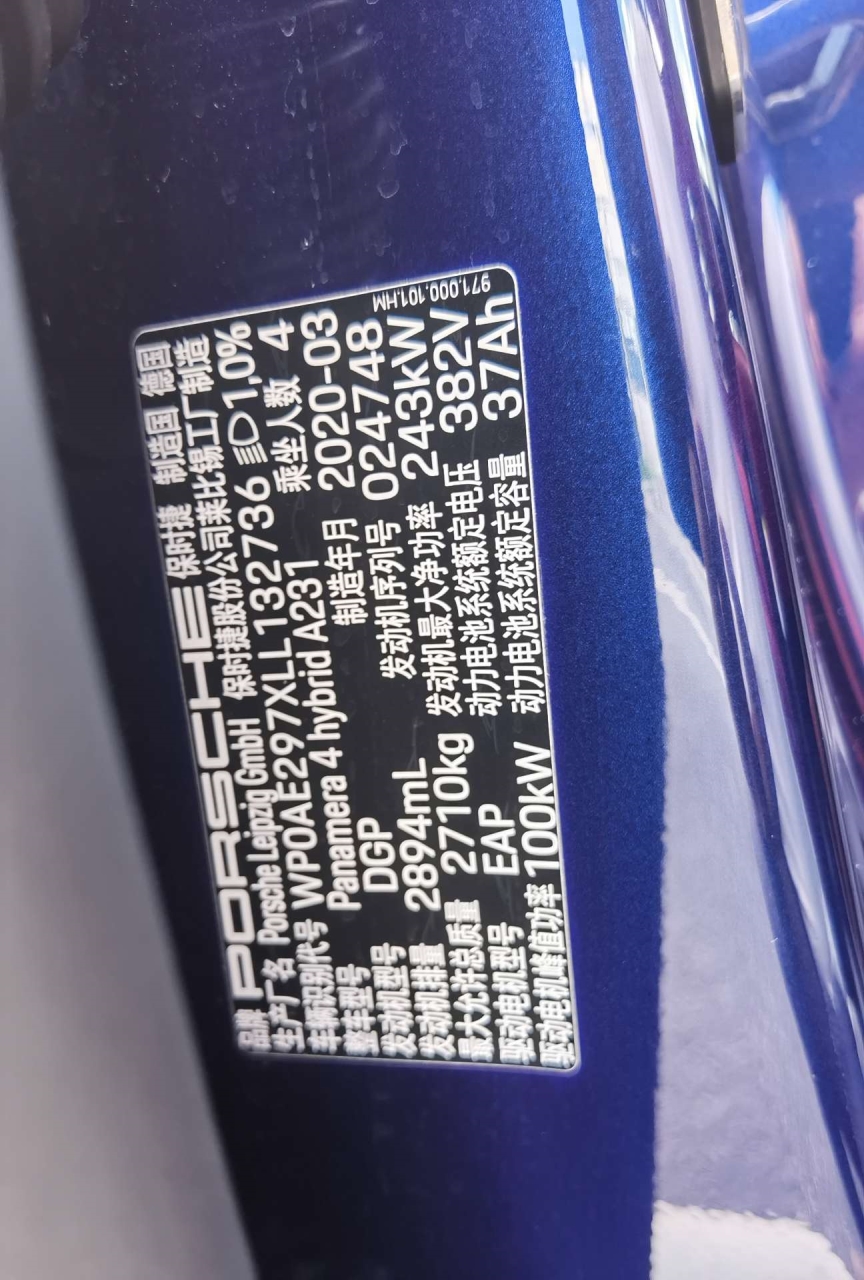 品牌 PORSCHE 保时捷 制造国 德国
生产厂名 Porsche Leipzig GmbH 保时捷股份公司莱比锡工厂制造
车辆识别代号 WP0AE297XLL132736 1,0%
整车型号 Panamera 4 hybrid A231 乘坐人数 4
发动机型号 DGP 制造年月 2020-03
发动机排量 2894mL 发动机序列号 024748
最大允许总质量 2710kg 发动机最大净功率 243kW
驱动电机型号 EAP 动力电池系统额定电压 382V
驱动电机峰值功率 100kW 动力电池系统额定容量 37Ah
971.000.101.HM